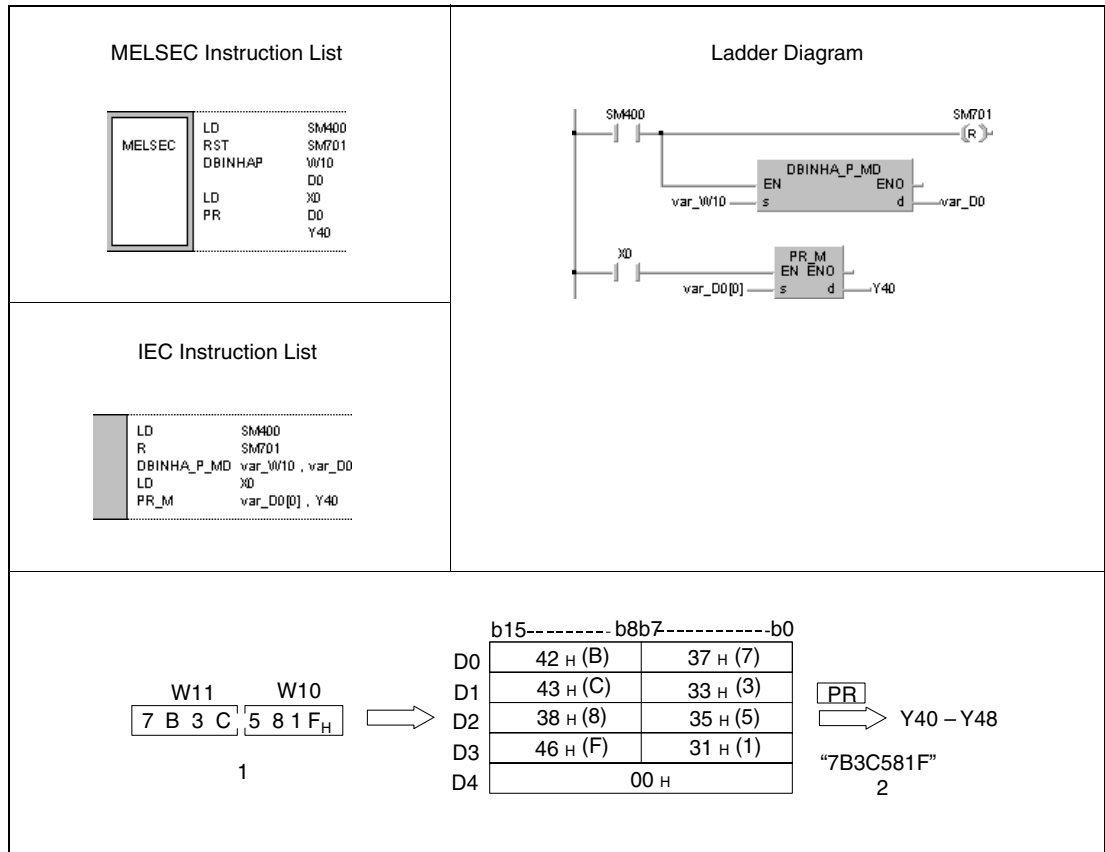 MELSEC Instruction List
MELSEC
LD SM400
RST SM701
DBINHAP W10
D0
LD X0
PR D0
Y40
Ladder Diagram
SM400 SM701
(R)
DBINHA_P_MD
EN ENO
var_W10 s d var_D0
X0
PR_M
EN ENO
var_D0[0] s d Y40
IEC Instruction List
LD SM400
R SM701
DBINHA_P_MD var_W10 , var_D0
LD X0
PR_M var_D0[0] , Y40
b15---------- b8b7------------b0
W11 W10
7 B 3 C 5 8 1 FH
1
D0 42 H (B) 37 H (7)
D1 43 H (C) 33 H (3)
D2 38 H (8) 35 H (5)
D3 46 H (F) 31 H (1)
D4 00 H
PR
Y40 – Y48
“7B3C581F”
2